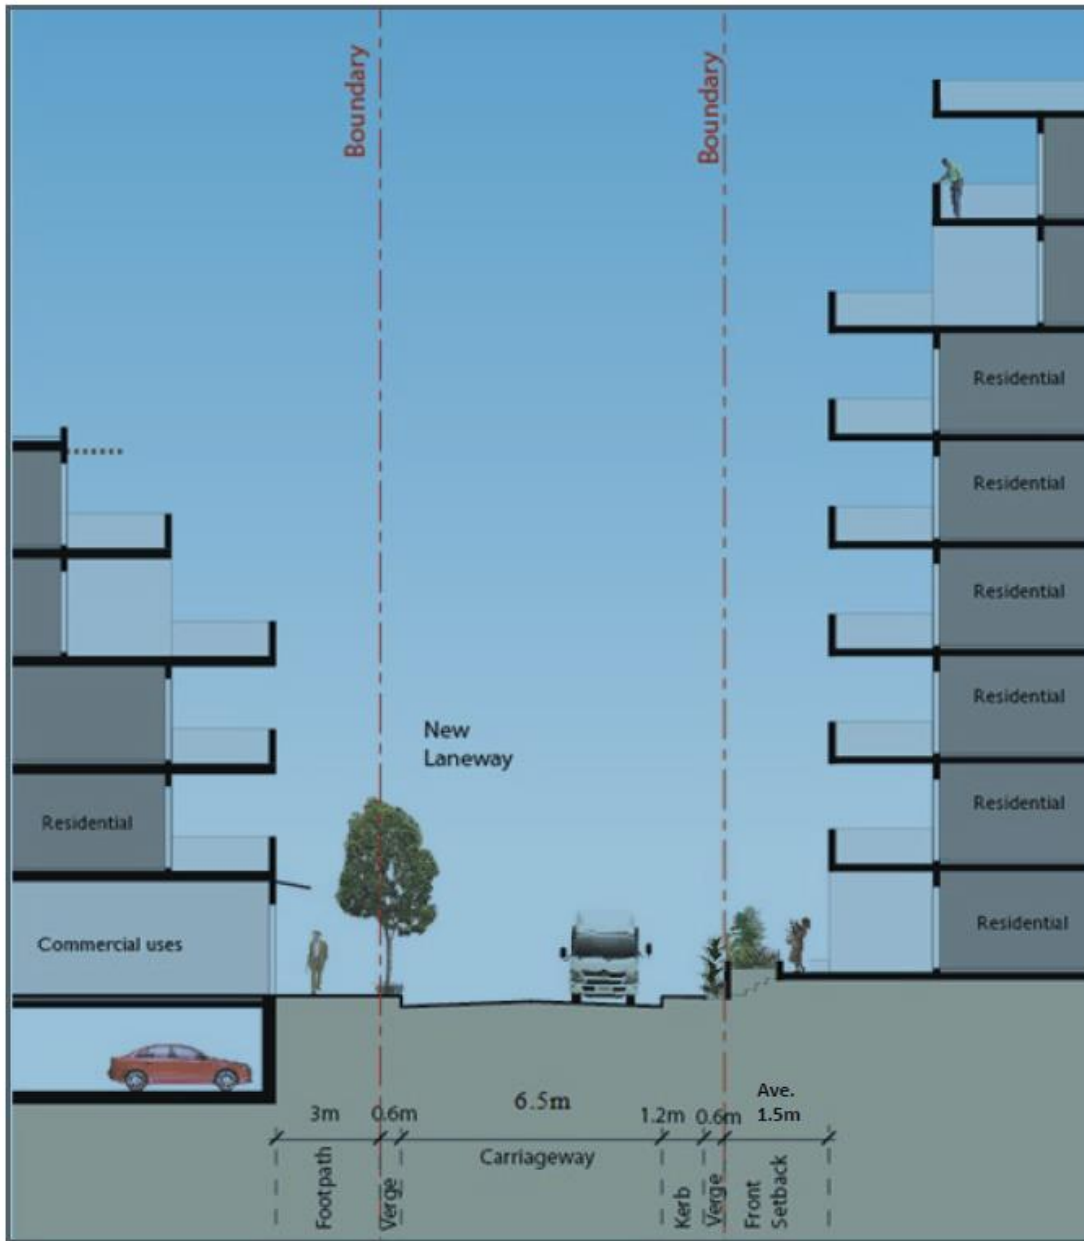 Boundary
Boundary
Residential
Residential
Residential
Residential
New
Laneway
Residential
Residential
Commercial uses
Residential
3m
0.6m
6.5m
1.2m
0.6m
Ave.
1.5m
Footpath
Verge
Carriageway
Kerb
Verge
Front
Setback